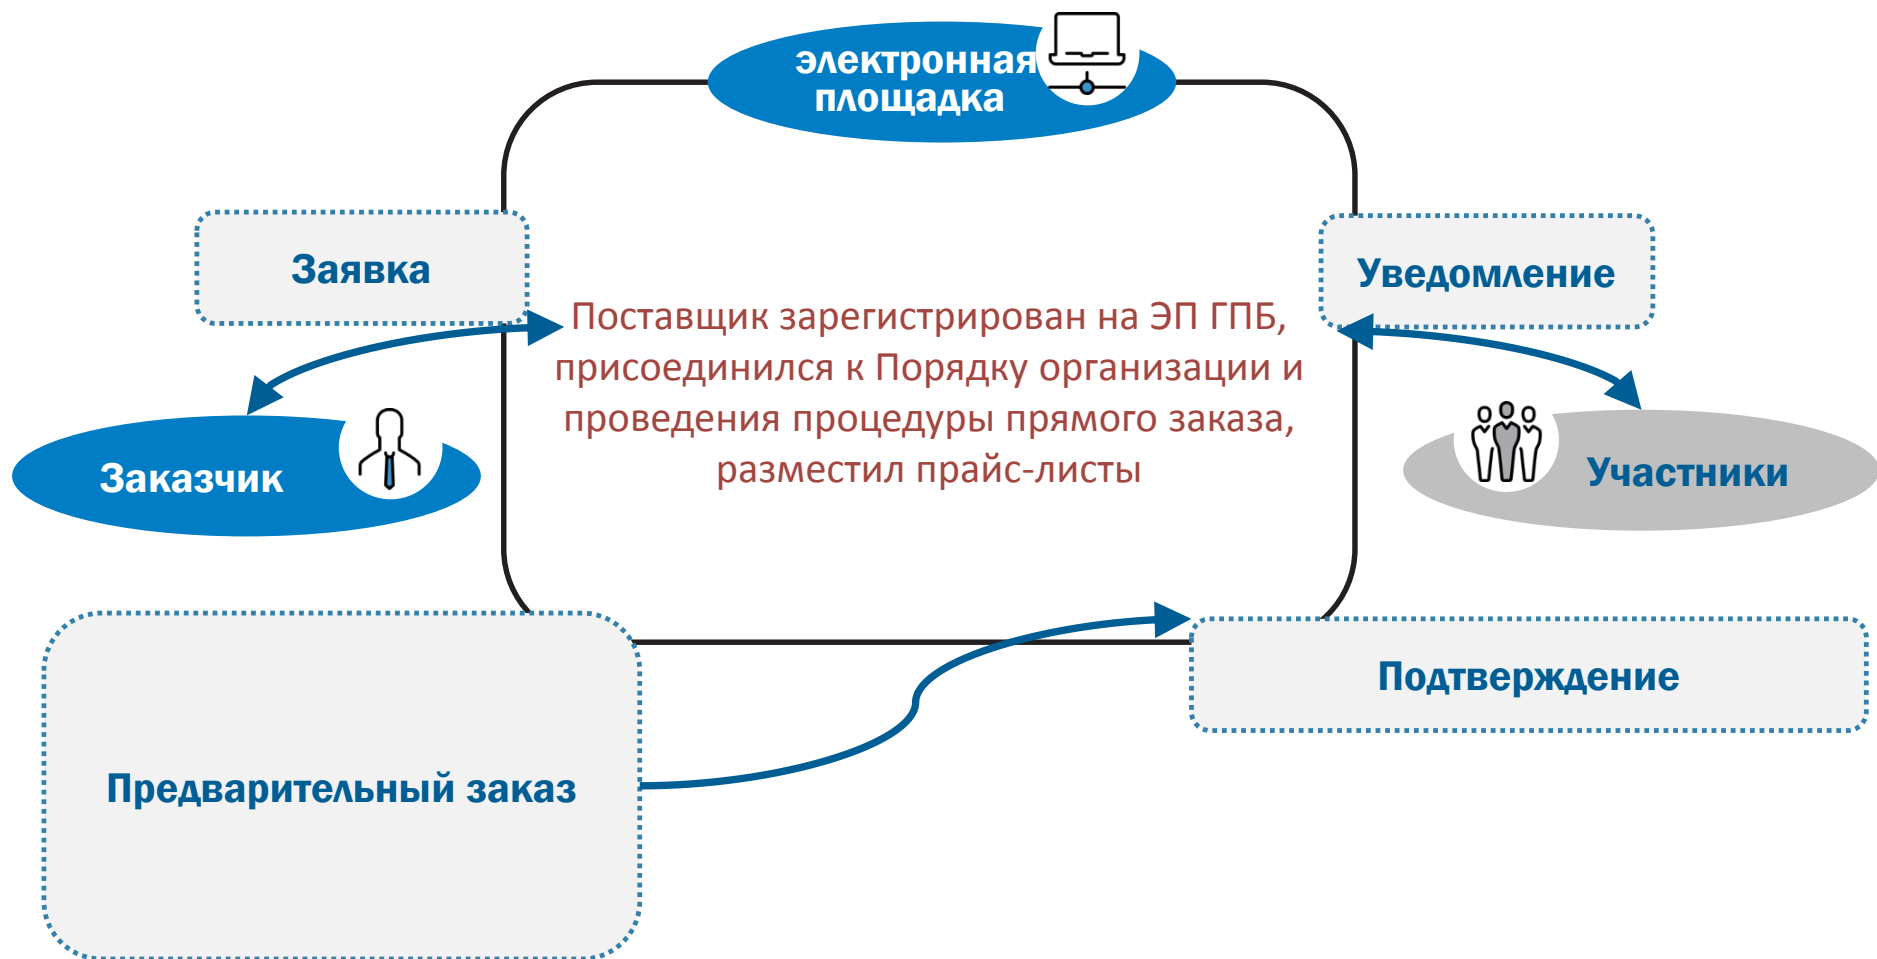 электронная
площадка
Заявка
Уведомление
Поставщик зарегистрирован на ЭП ГПБ,
присоединился к Порядку организации и
проведения процедуры прямого заказа,
разместил прайс-листы
Заказчик
Участники
Подтверждение
Предварительный заказ